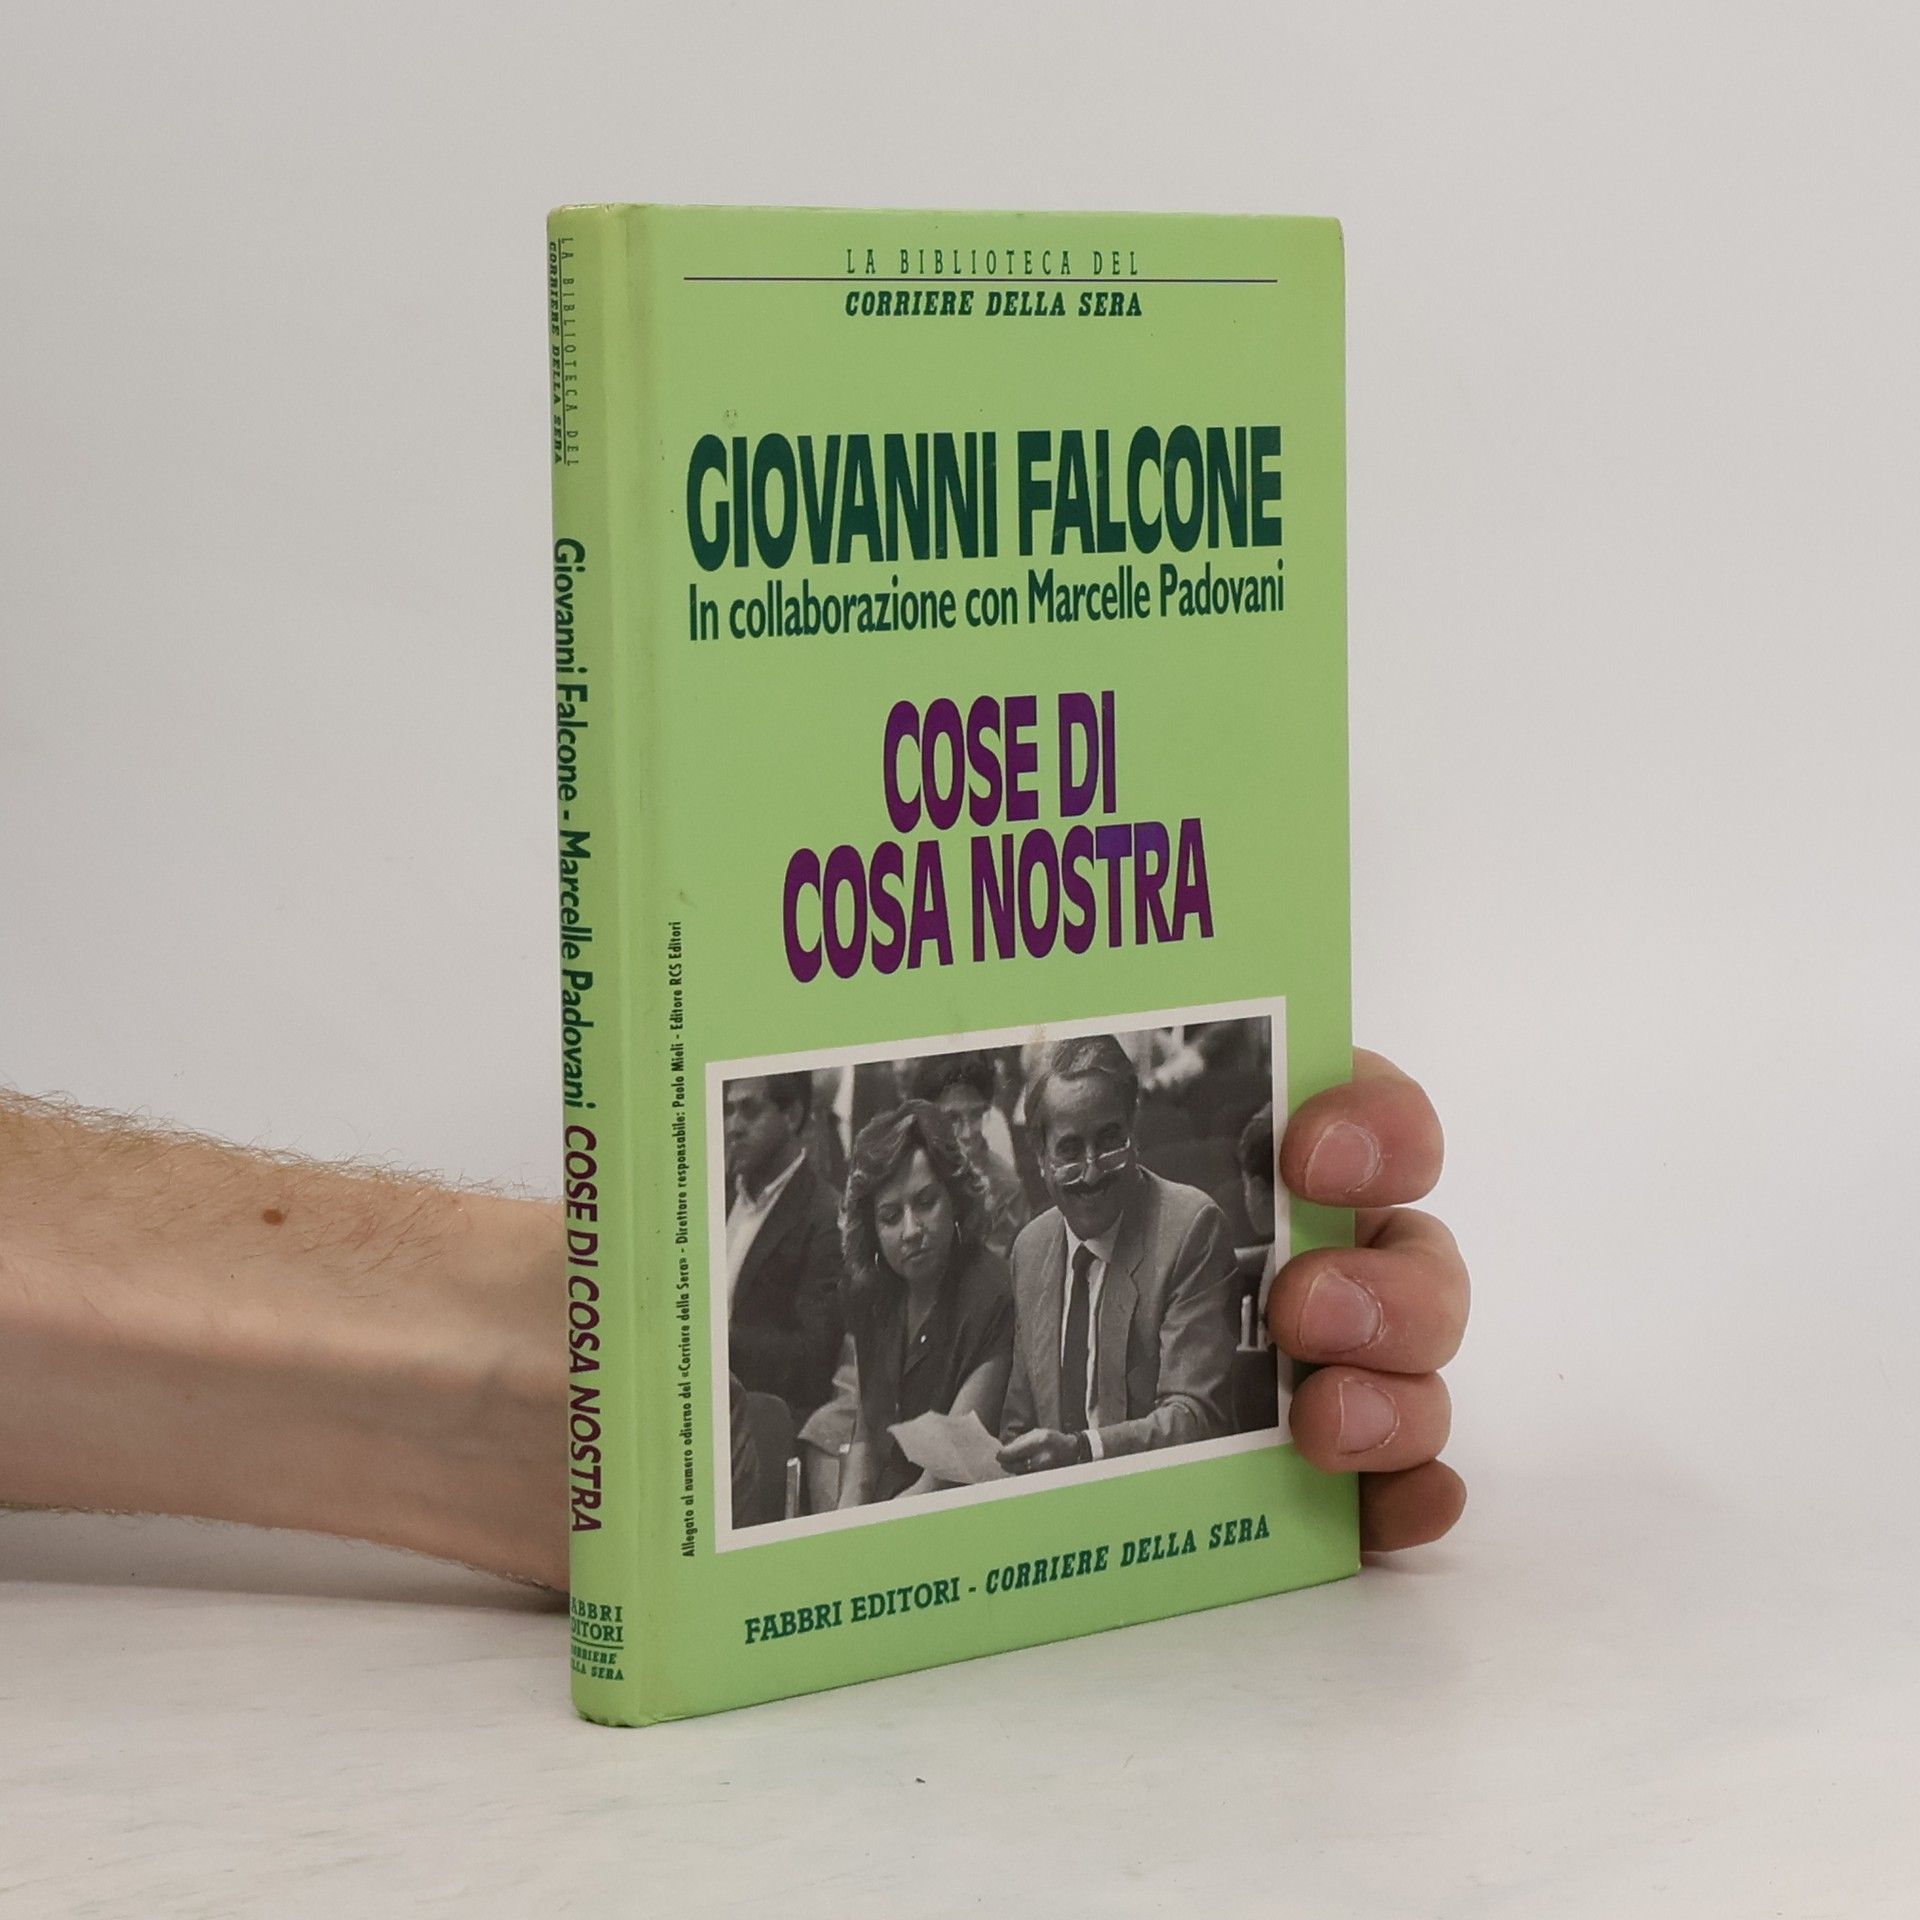 LA BIBLIOTECA DEL
CORRIERE DELLA SERA
GIOVANNI FALCONE
In collaborazione con Marcelle Padovani
COSE DI
COSA NOSTRA
Allegato al numero odierno del «Corriere della Sera» - Direttore responsabile: Paolo Mieli - Editore RCS Editori
FABBRI EDITORI - CORRIERE DELLA SERA
LA BIBLIOTECA DEL
CORRIERE DELLA SERA
Giovanni Falcone - Marcelle Padovani COSE DI COSA NOSTRA
FABBRI
EDITORI
CORRIERE
DELLA SERA